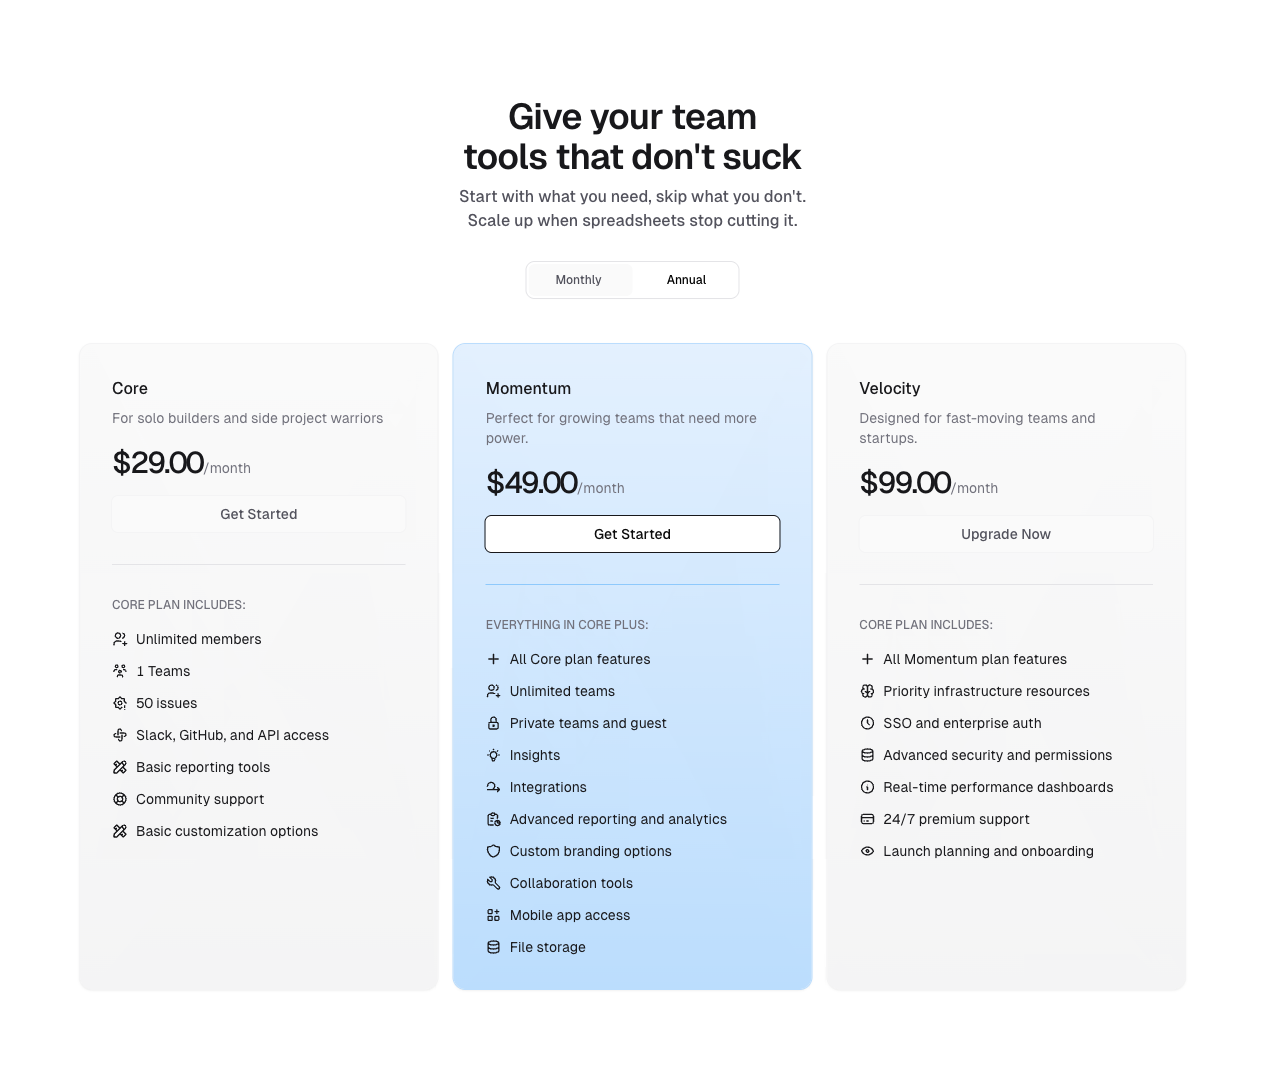 Give your team
tools that don't suck
Start with what you need, skip what you don't.
Scale up when spreadsheets stop cutting it.
Monthly
Annual
Core
For solo builders and side project warriors
$29.00/month
Get Started
CORE PLAN INCLUDES:
Unlimited members
1 Teams
50 issues
Slack, GitHub, and API access
Basic reporting tools
Community support
Basic customization options
Momentum
Perfect for growing teams that need more
power.
$49.00/month
Get Started
EVERYTHING IN CORE PLUS:
All Core plan features
Unlimited teams
Private teams and guest
Insights
Integrations
Advanced reporting and analytics
Custom branding options
Collaboration tools
Mobile app access
File storage
Velocity
Designed for fast-moving teams and
startups.
$99.00/month
Upgrade Now
CORE PLAN INCLUDES:
All Momentum plan features
Priority infrastructure resources
SSO and enterprise auth
Advanced security and permissions
Real-time performance dashboards
24/7 premium support
Launch planning and onboarding